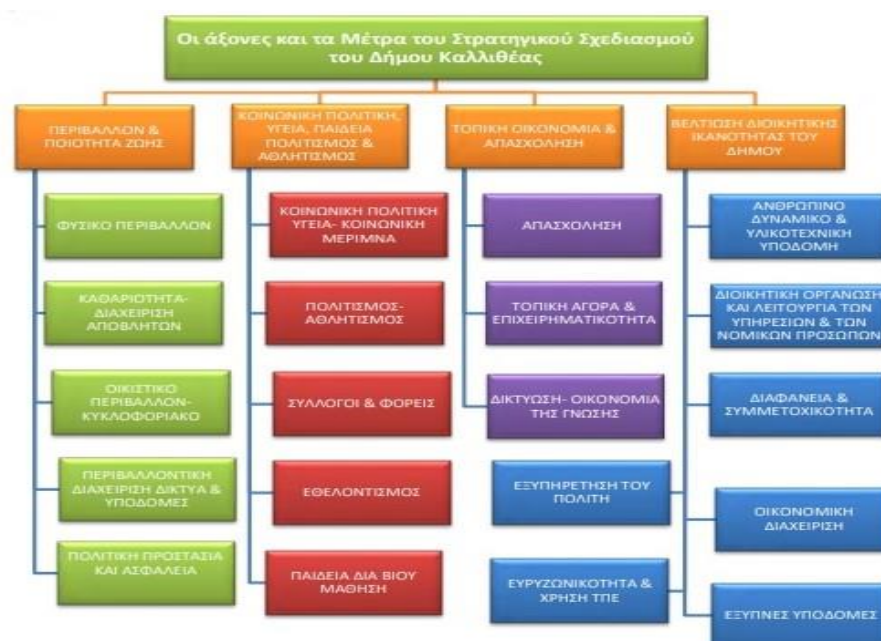 Οι άξονες και τα Μέτρα του Στρατηγικού Σχεδιασμού
του Δήμου Καλλιθέας
ΠΕΡΙΒΑΛΛΟΝ &
ΠΟΙΟΤΗΤΑ ΖΩΗΣ
ΦΥΣΙΚΟ ΠΕΡΙΒΑΛΛΟΝ
ΚΑΘΑΡΙΟΤΗΤΑ-
ΔΙΑΧΕΙΡΙΣΗ
ΑΠΟΒΛΗΤΩΝ
ΟΙΚΙΣΤΙΚΟ
ΠΕΡΙΒΑΛΛΟΝ-
ΚΥΚΛΟΦΟΡΙΑΚΟ
ΠΕΡΙΒΑΛΛΟΝΤΙΚΗ
ΔΙΑΧΕΙΡΙΣΗ ΔΙΚΤΥΑ &
ΥΠΟΔΟΜΕΣ
ΠΟΛΙΤΙΚΗ ΠΡΟΣΤΑΣΙΑ
ΚΑΙ ΑΣΦΑΛΕΙΑ
ΚΟΙΝΩΝΙΚΗ ΠΟΛΙΤΙΚΗ,
ΥΓΕΙΑ, ΠΑΙΔΕΙΑ
ΠΟΛΙΤΙΣΜΟΣ &
ΑΘΛΗΤΙΣΜΟΣ
ΚΟΙΝΩΝΙΚΗ ΠΟΛΙΤΙΚΗ
ΥΓΕΙΑ- ΚΟΙΝΩΝΙΚΗ
ΜΕΡΙΜΝΑ
ΠΟΛΙΤΙΣΜΟΣ-
ΑΘΛΗΤΙΣΜΟΣ
ΣΥΛΛΟΓΟΙ & ΦΟΡΕΙΣ
ΕΘΕΛΟΝΤΙΣΜΟΣ
ΠΑΙΔΕΙΑ ΔΙΑ ΒΙΟΥ
ΜΑΘΗΣΗ
ΤΟΠΙΚΗ ΟΙΚΟΝΟΜΙΑ &
ΑΠΑΣΧΟΛΗΣΗ
ΑΠΑΣΧΟΛΗΣΗ
ΤΟΠΙΚΗ ΑΓΟΡΑ &
ΕΠΙΧΕΙΡΗΜΑΤΙΚΟΤΗΤΑ
ΔΙΚΤΥΩΣΗ- ΟΙΚΟΝΟΜΙΑ
ΤΗΣ ΓΝΩΣΗΣ
ΒΕΛΤΙΩΣΗ ΔΙΟΙΚΗΤΙΚΗΣ
ΙΚΑΝΟΤΗΤΑΣ ΤΟΥ
ΔΗΜΟΥ
ΑΝΘΡΩΠΙΝΟ
ΔΥΝΑΜΙΚΟ &
ΥΛΙΚΟΤΕΧΝΙΚΗ
ΥΠΟΔΟΜΗ
ΔΙΟΙΚΗΤΙΚΗ ΟΡΓΑΝΩΣΗ
ΚΑΙ ΛΕΙΤΟΥΡΓΙΑ ΤΩΝ
ΥΠΗΡΕΣΙΩΝ & ΤΩΝ
ΝΟΜΙΚΩΝ ΠΡΟΣΩΠΩΝ
ΔΙΑΦΑΝΕΙΑ &
ΣΥΜΜΕΤΟΧΙΚΟΤΗΤΑ
ΕΞΥΠΗΡΕΤΗΣΗ ΤΟΥ
ΠΟΛΙΤΗ
ΟΙΚΟΝΟΜΙΚΗ
ΔΙΑΧΕΙΡΙΣΗ
ΕΥΡΥΖΩΝΙΚΟΤΗΤΑ &
ΧΡΗΣΗ ΤΠΕ
ΕΞΥΠΝΕΣ ΥΠΟΔΟΜΕΣ